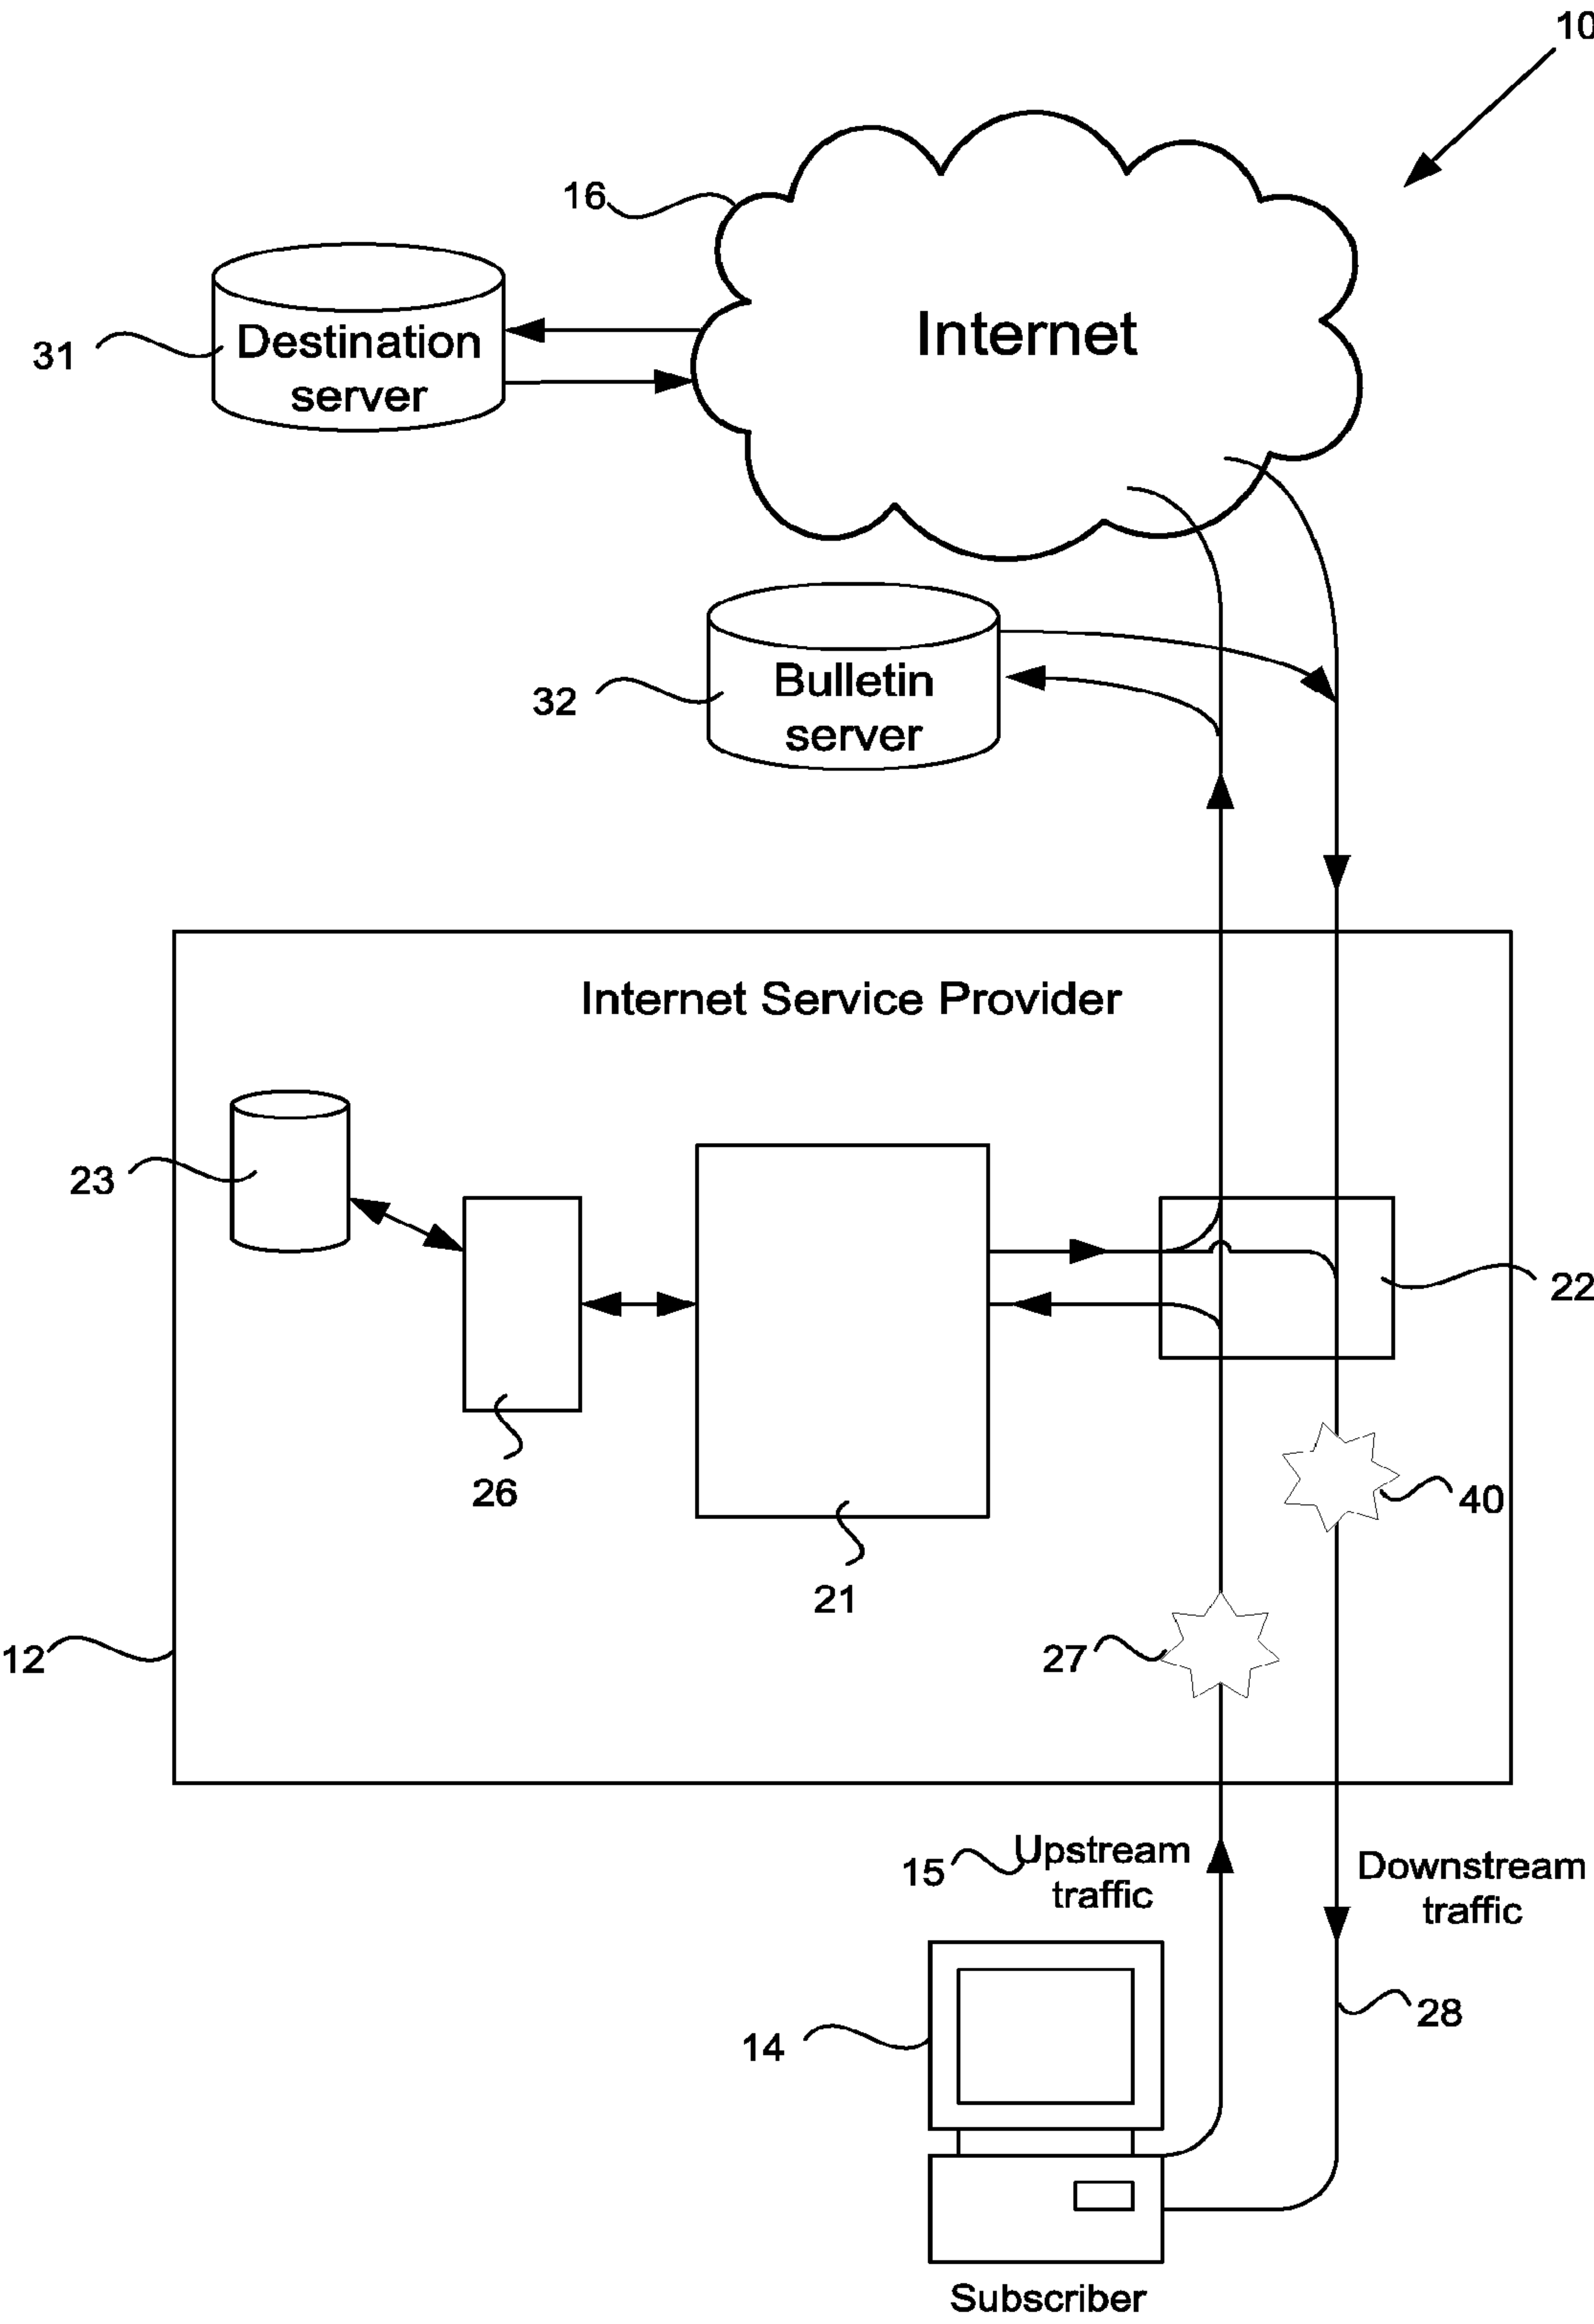 10
16
Internet
Destination
server
31
Bulletin
server
32
Internet Service Provider
23
22
26
40
21
27
12
15
Upstream
traffic
Downstream
traffic
28
14
Subscriber